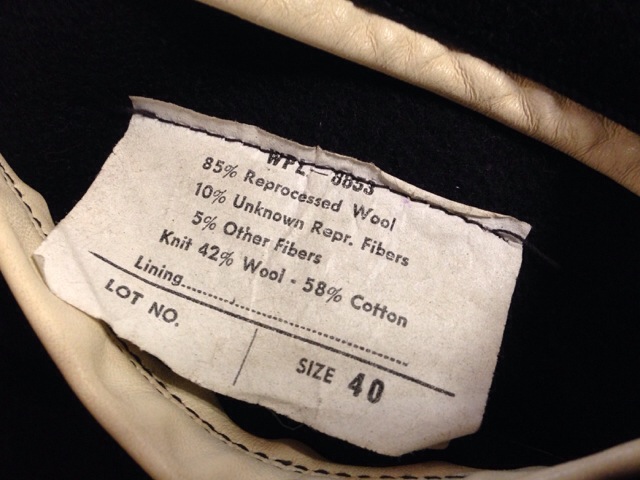 WPL-8653
85% Reprocessed Wool
10% Unknown Repr. Fibers
5% Other Fibers
Knit 42% Wool - 58% Cotton
Lining
LOT NO.
SIZE 40